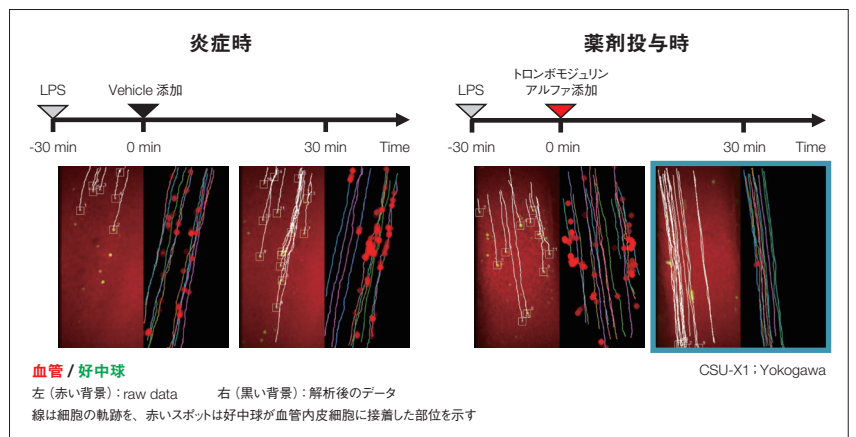 炎症時
薬剤投与時
LPS
Vehicle 添加
-30 min
0 min
30 min
Time
LPS
トロンボモジュリン
アルファ添加
-30 min
0 min
30 min
Time
血管 / 好中球
CSU-X1：Yokogawa
左（赤い背景）：raw data 右（黒い背景）：解析後のデータ
線は細胞の軌跡を、赤いスポットは好中球が血管内皮細胞に接着した部位を示す